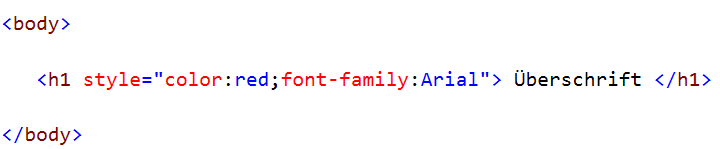 <body>
<h1 style="color:red;font-family:Arial"> Überschrift </h1>
</body>